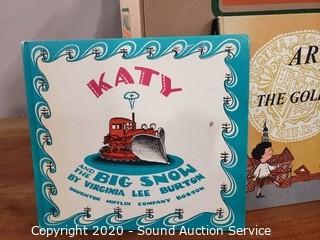 KATY
AND THE
BIG SNOW
BY VIRGINIA LEE BURTON
HOUGHTON MIFFLIN COMPANY BOSTON
AR
THE GOL
Copyright 2020 - Sound Auction Service